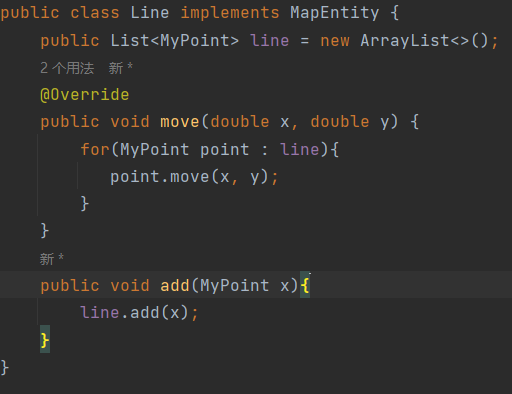 public class Line implements MapEntity {
public List<MyPoint> line = new ArrayList<>();
2 个用法 新 *
@Override
public void move(double x, double y) {
for(MyPoint point : line){
point.move(x, y);
}
}
新 *
public void add(MyPoint x){
line.add(x);
}
}